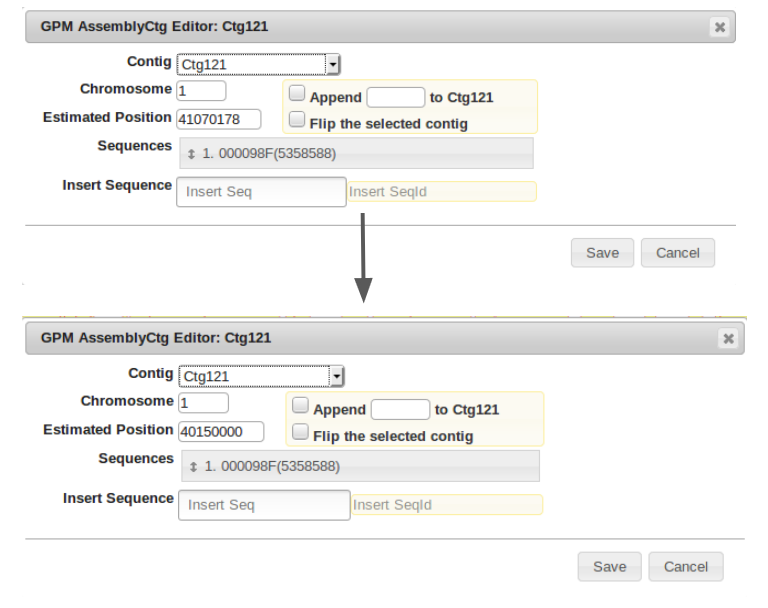 GPM AssemblyCtg Editor: Ctg121
Contig Ctg121
Chromosome 1
Append to Ctg121
Estimated Position 41070178
Flip the selected contig
Sequences 1. 000098F(5358588)
Insert Sequence Insert Seq Insert SeqId
Save Cancel
GPM AssemblyCtg Editor: Ctg121
Contig Ctg121
Chromosome 1
Append to Ctg121
Estimated Position 40150000
Flip the selected contig
Sequences 1. 000098F(5358588)
Insert Sequence Insert Seq Insert SeqId
Save Cancel